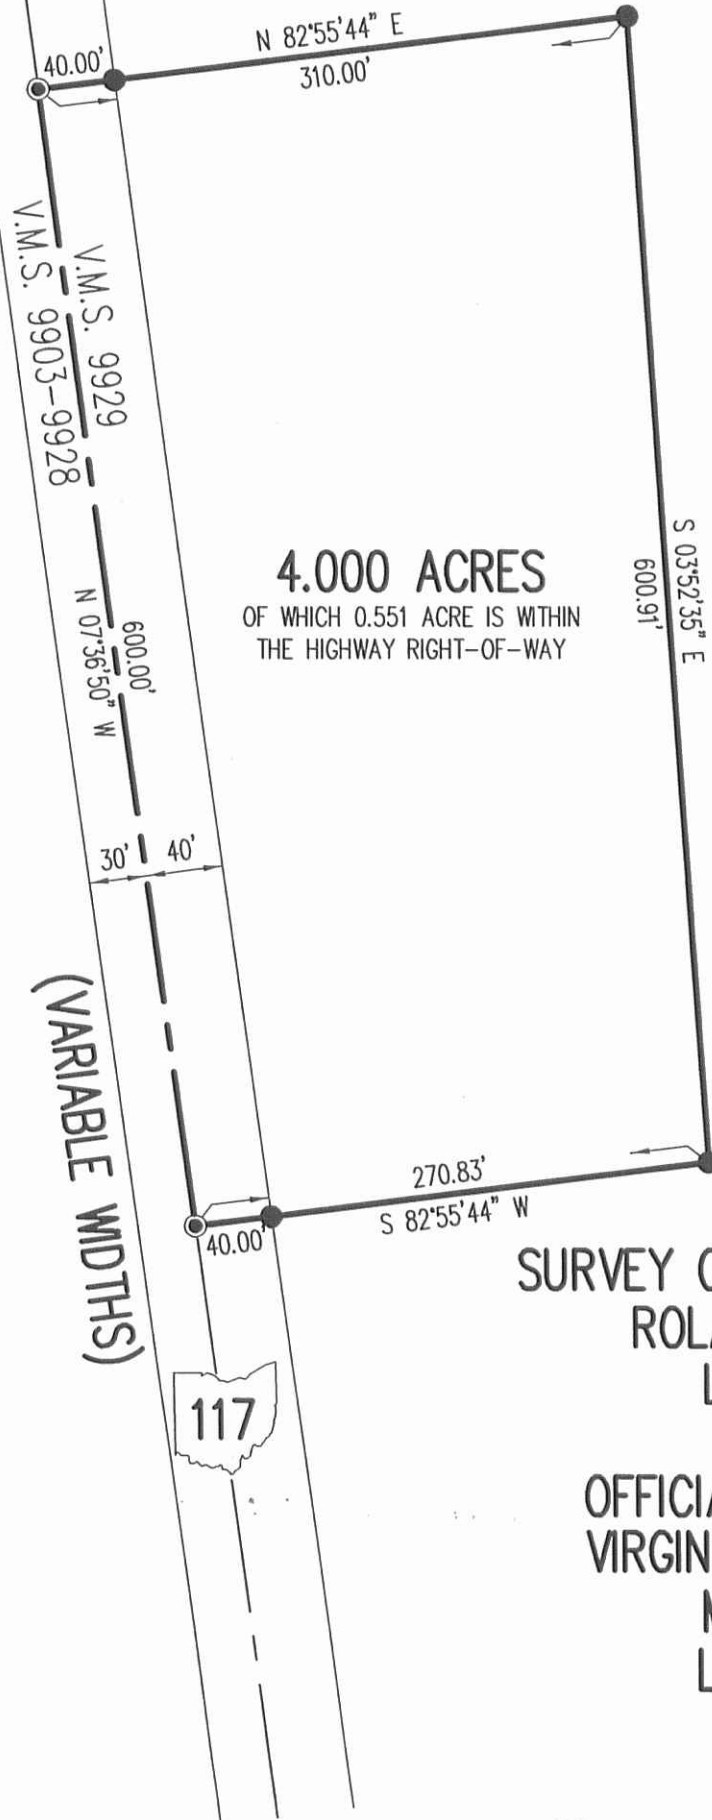 N 82°55'44" E
40.00'
310.00'
V.M.S. 9929
V.M.S. 9903-9928
S 03°52'35" E
600.91'
4.000 ACRES
OF WHICH 0.551 ACRE IS WITHIN
THE HIGHWAY RIGHT-OF-WAY
600.00'
N 07°36'50" W
30'
40'
(VARIABLE WIDTHS)
270.83'
S 82°55'44" W
40.00'
SURVEY
117